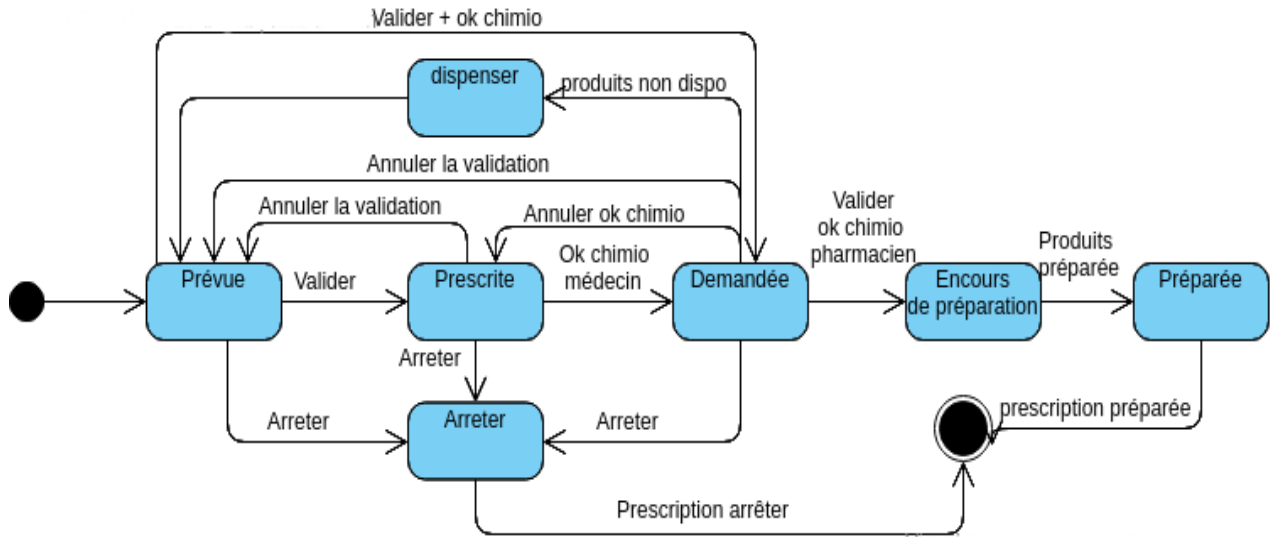 Valider + ok chimio
dispenser
produits non dispo
Annuler la validation
Annuler la validation
Annuler ok chimio
Valider
ok chimio
pharmacien
Ok chimio
médecin
Produits
préparée
Prévue
Valider
Prescrite
Demandée
Encours
de préparation
Préparée
Arreter
Arreter
Arreter
Arreter
prescription préparée
Prescription arrêter